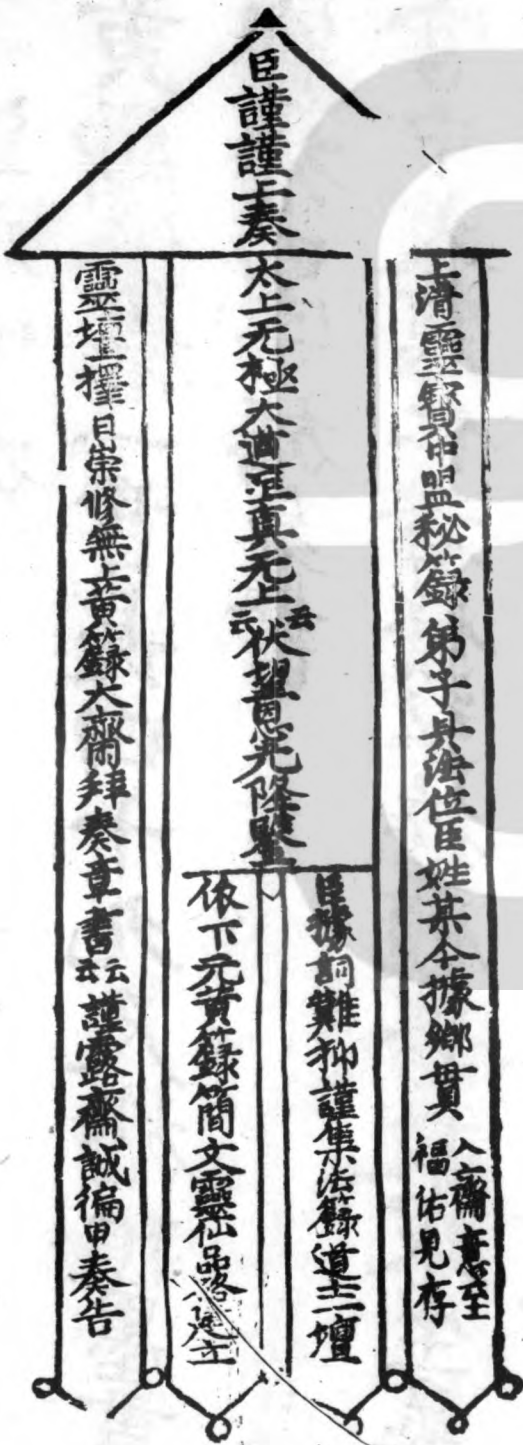 上清靈寶中盟秘籙弟子具法位臣姓某今據鄉貫
入齋意至
福佑見存
臣據詞難抑謹集法籙道士一壇
依下元黃籙簡文靈仙品格建立
靈壇擇日崇修無上黃籙大齋拜奏章書云云謹露齋誠徧申奏告
臣謹謹上奏
太上无極大道至真无上云云伏望恩光降鑒